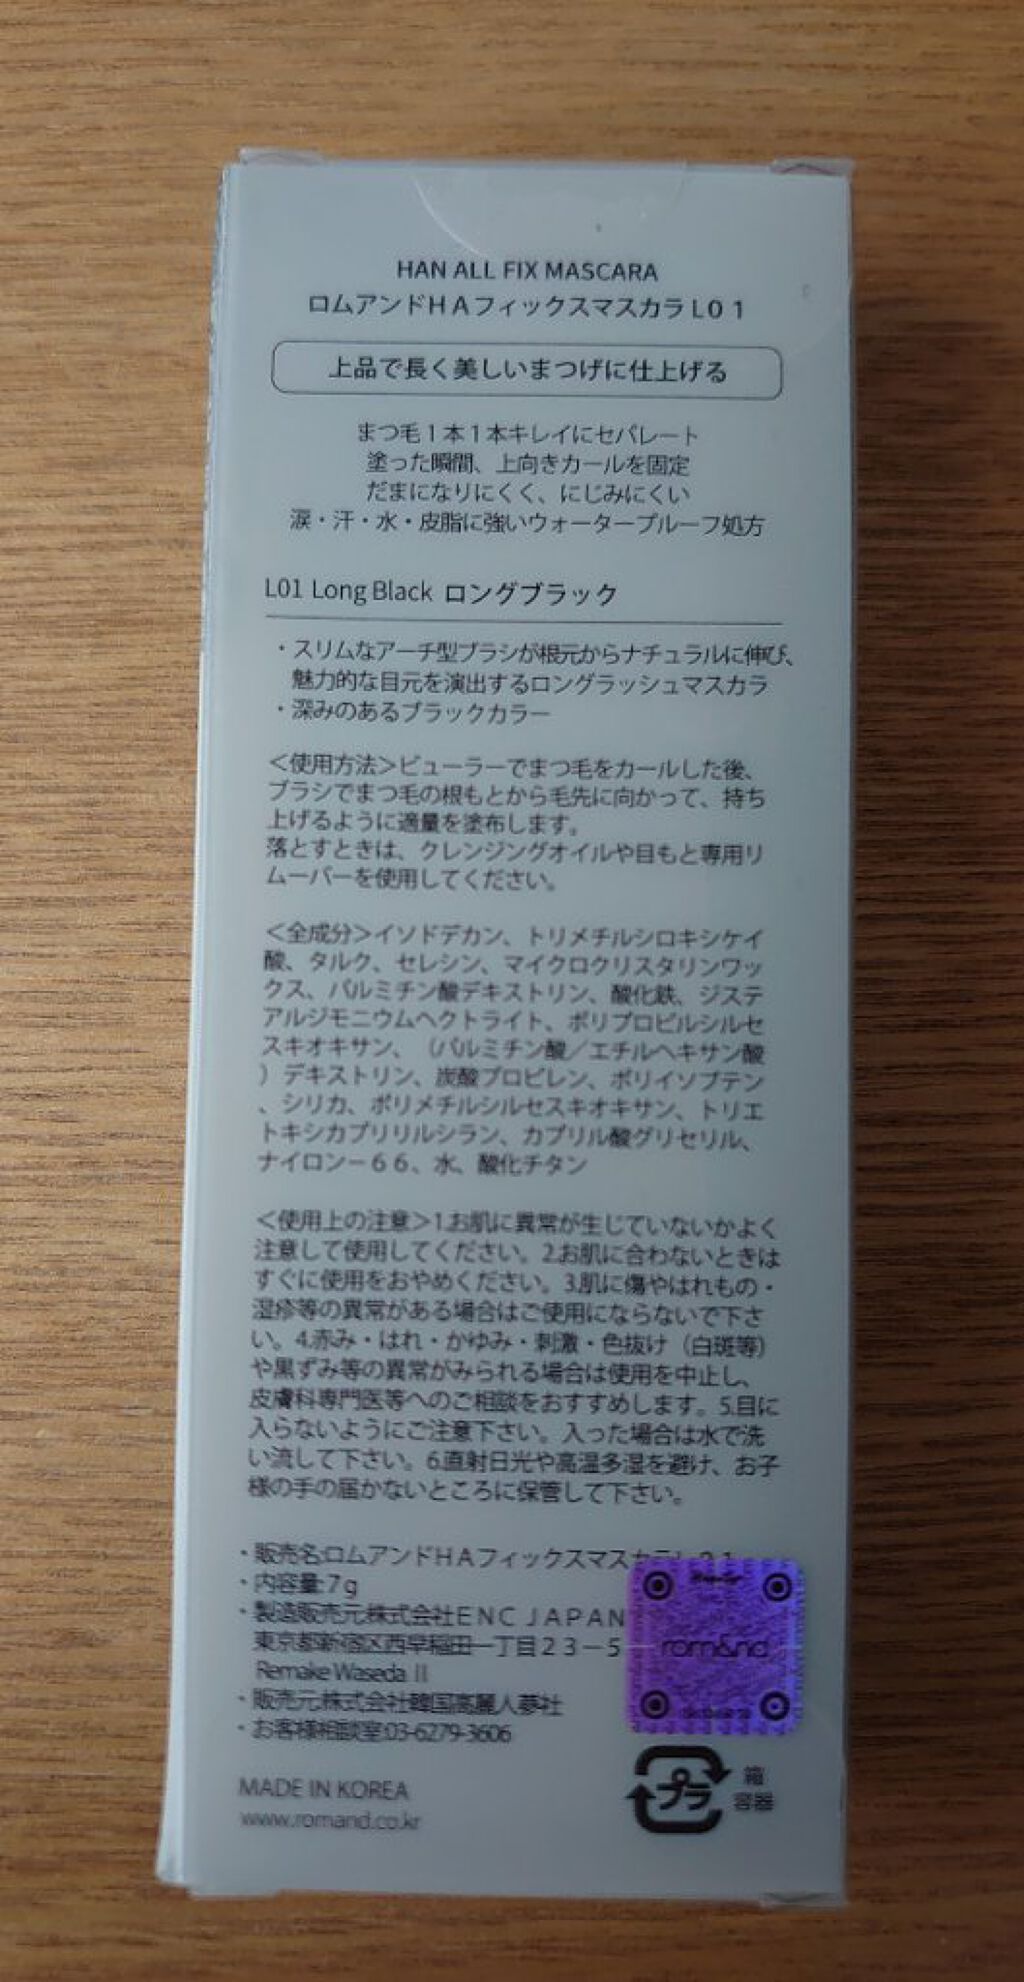 HAN ALL FIX MASCARA
ロムアンドHAフィックスマスカラL01
上品で長く美しいまつげに仕上げる
まつ毛1本1本キレイにセパレート
塗った瞬間、上向きカールを固定
だまになりにくく、にじみにくい
涙・汗・水・皮脂に強いウォータープルーフ処方
L01 Long Black ロングブラック
・スリムなアーチ型ブラシが根元からナチュラルに伸び、
魅力的な目元を演出するロングラッシュマスカラ
・深みのあるブラックカラー
＜使用方法＞ビューラーでまつ毛をカールした後、
ブラシでまつ毛の根もとから毛先に向かって、持ち
上げるように適量を塗布します。
落とすときは、クレンジングオイルや目もと専用リ
ムーバーを使用してください。
＜全成分＞イソドデカン、トリメチルシロキシケイ
酸、タルク、セレシン、マイクロクリスタリンワッ
クス、パルミチン酸デキストリン、酸化鉄、ジステ
アルジモニウムヘクトライト、ポリプロピルシルセ
スキオキサン、（パルミチン酸／エチルヘキサン酸
）デキストリン、炭酸プロピレン、ポリイソブテン
、シリカ、ポリメチルシルセスキオキサン、トリエ
トキシカプリリルシラン、カプリル酸グリセリル、
ナイロン－66、水、酸化チタン
＜使用上の注意＞1.お肌に異常が生じていないかよく
注意して使用してください。2.お肌に合わないときは
すぐに使用をおやめください。3.肌に傷やはれもの・
湿疹等の異常がある場合はご使用にならないで下さ
い。4.赤み・はれ・かゆみ・刺激・色抜け（白斑等）
や黒ずみ等の異常がみられる場合は使用を中止し、
皮膚科専門医等へのご相談をおすすめします。5.目に
入らないようにご注意下さい。入った場合は水で洗
い流して下さい。6.直射日光や高温多湿を避け、お子
様の手の届かないところに保管して下さい。
・販売名:ロムアンドHAフィックスマスカラL01
・内容量:7g
・製造販売元:株式会社ENC JAPAN
東京都新宿区西早稲田一丁目23－5
Remake Waseda II
・販売元:株式会社韓国高麗人蔘社
・お客様相談室:03-6279-3606
rom&nd
MADE IN KOREA
www.romand.co.kr
プラ
箱
容器